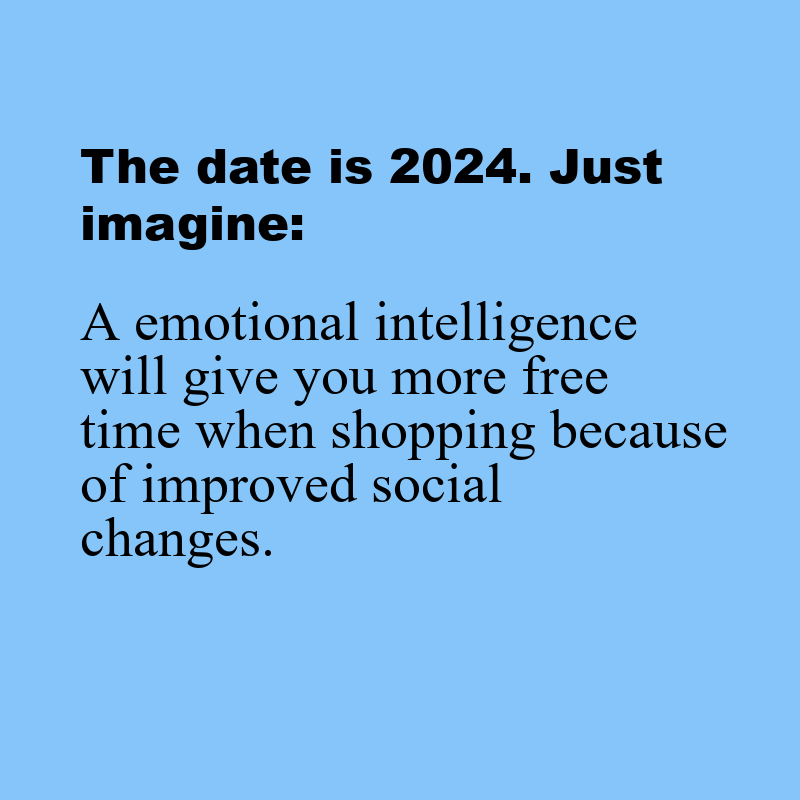 The date is 2024. Just
imagine:
A emotional intelligence
will give you more free
time when shopping because
of improved social
changes.